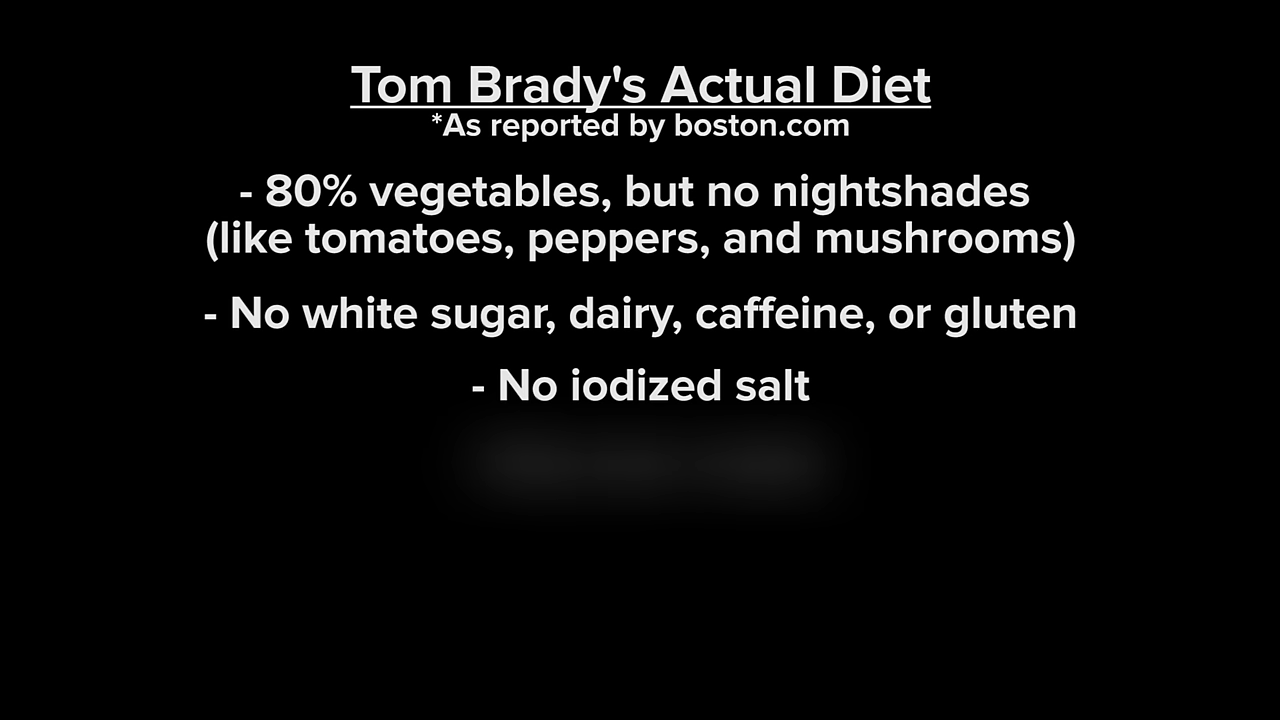 Tom Brady's Actual Diet
*As reported by boston.com
- 80% vegetables, but no nightshades
(like tomatoes, peppers, and mushrooms)
- No white sugar, dairy, caffeine, or gluten
- No iodized salt